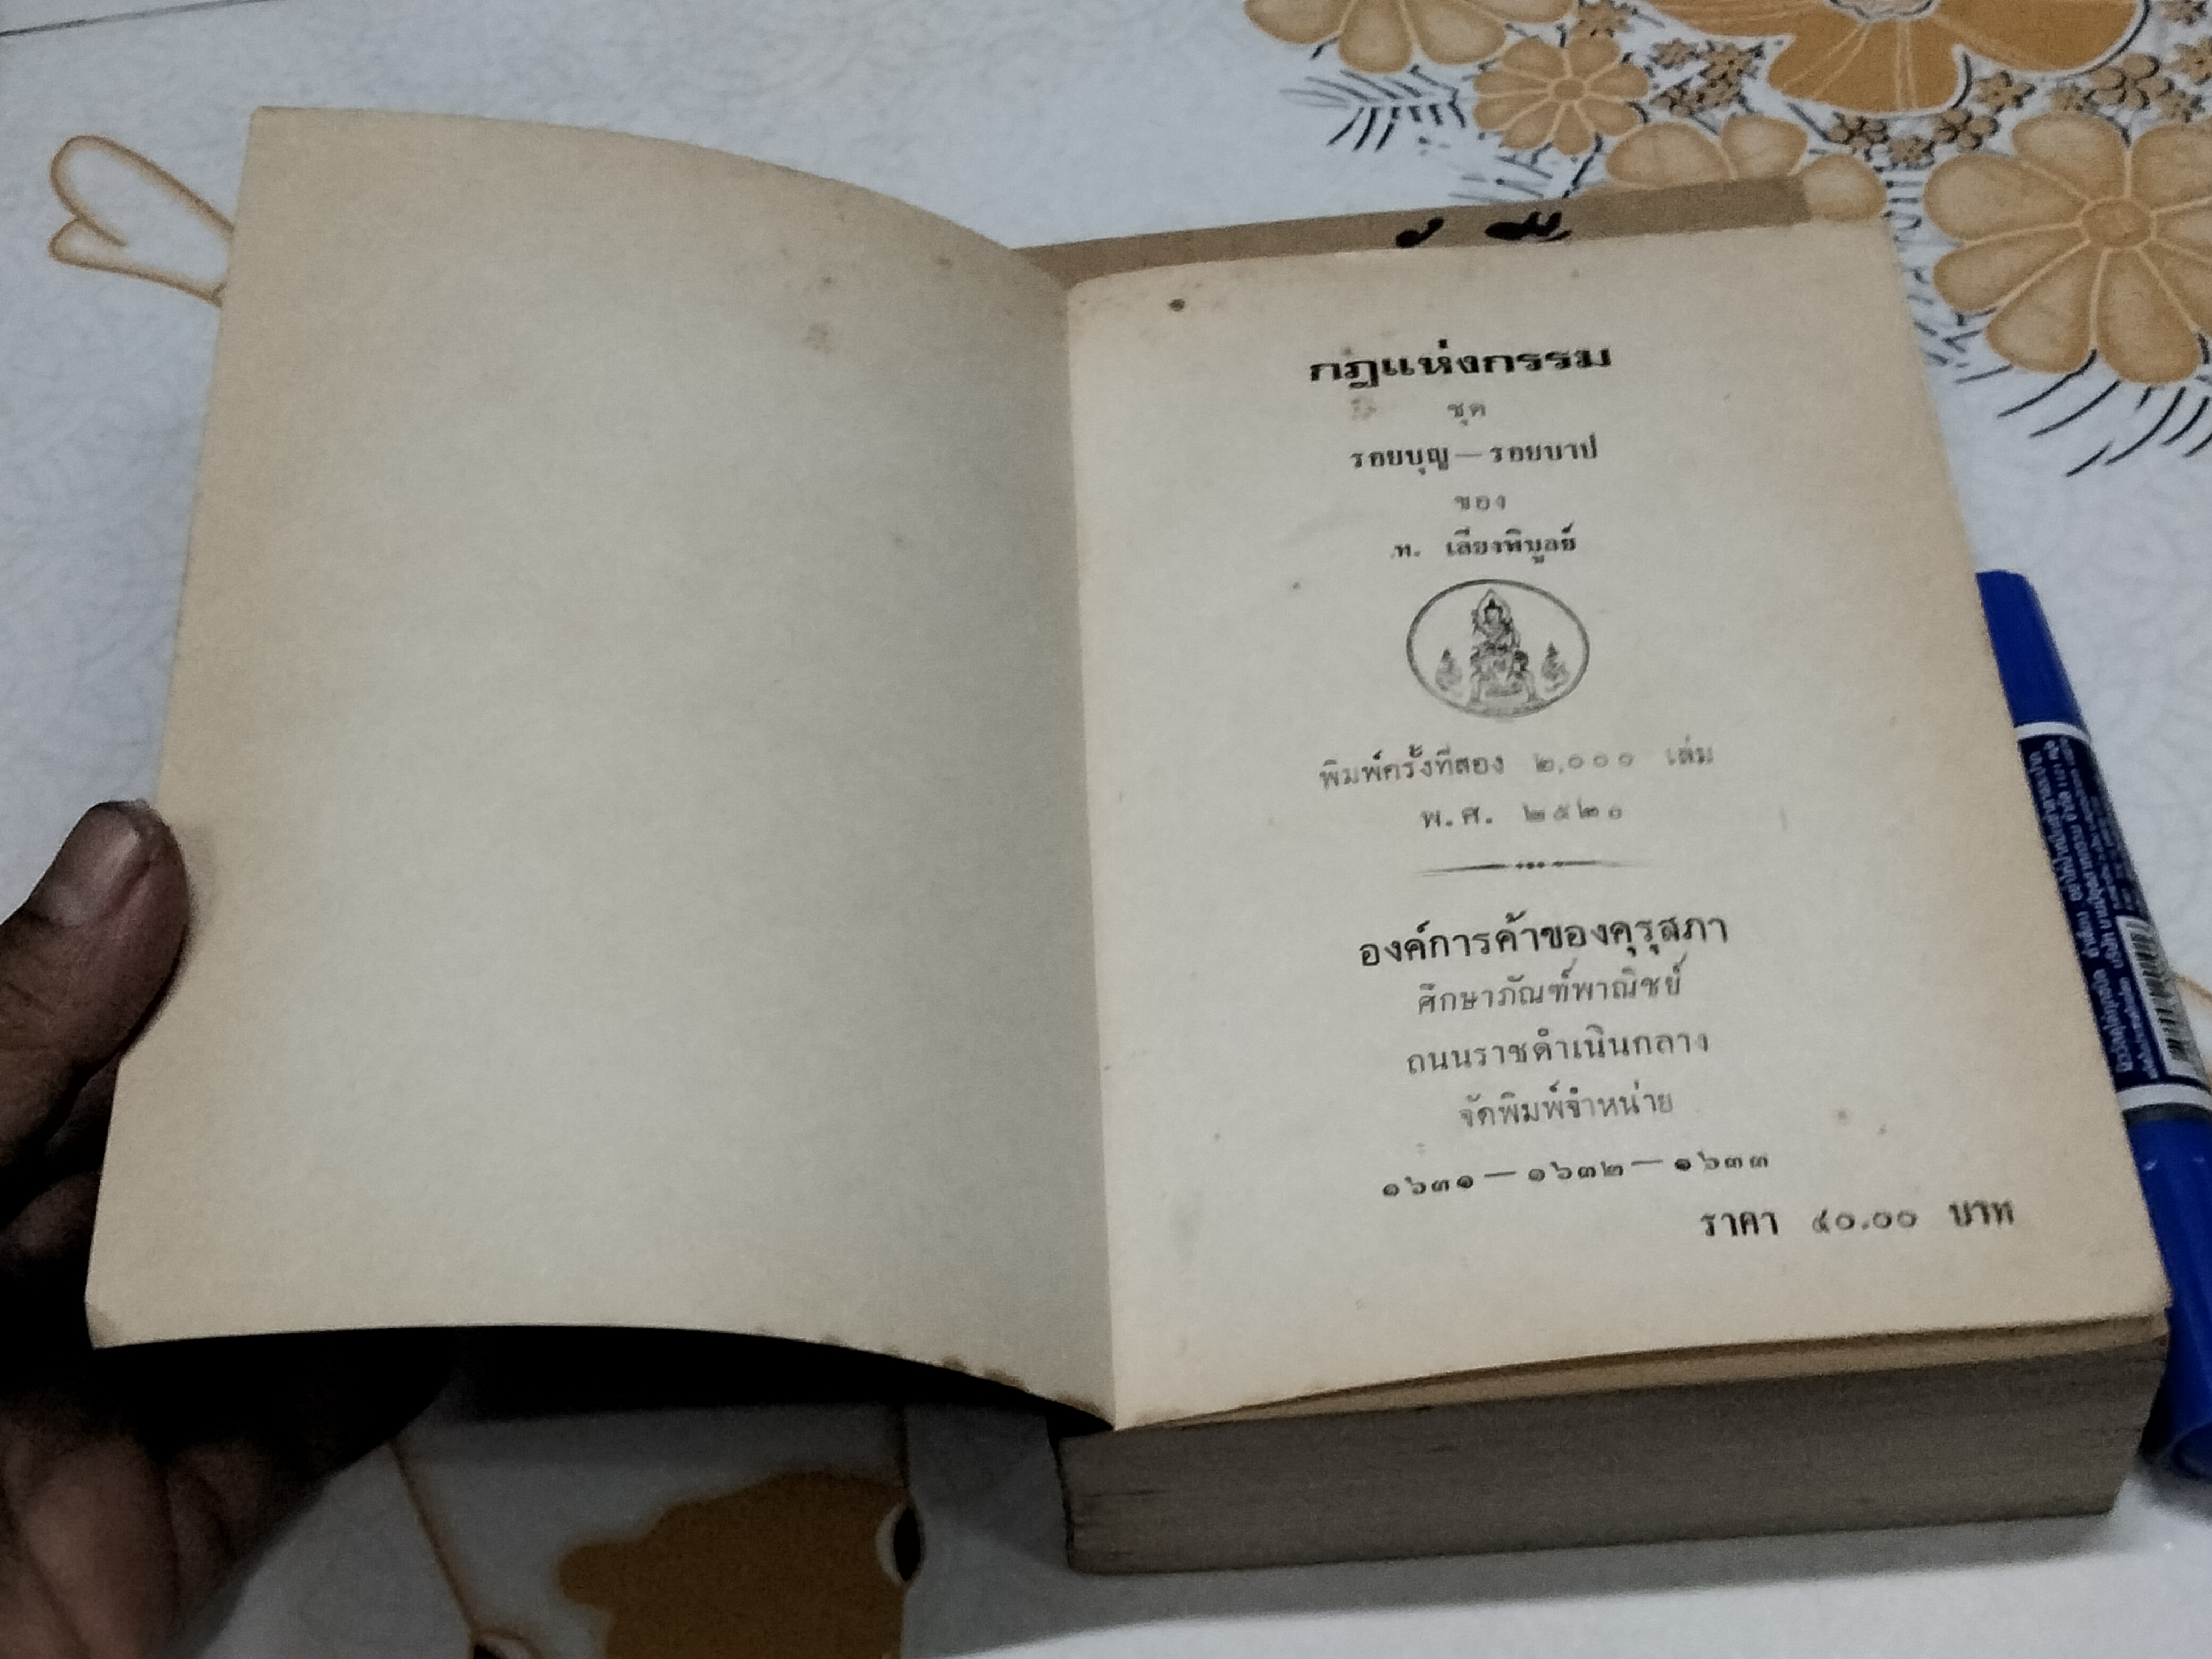 กฎแห่งกรรม
ชุด
รอยบุญ — รอยบาป
ของ
ท. เลียงพิบูลย์
พิมพ์ครั้งที่สอง ๒,๐๐๐ เล่ม
พ.ศ. ๒๕๒๑
องค์การค้าของคุรุสภา
ศึกษาภัณฑ์พาณิชย์
ถนนราชดำเนินกลาง
จัดพิมพ์จำหน่าย
๑๖๓๑ — ๑๖๓๒ — ๑๖๓๓
ราคา ๔๐.๐๐ บาท